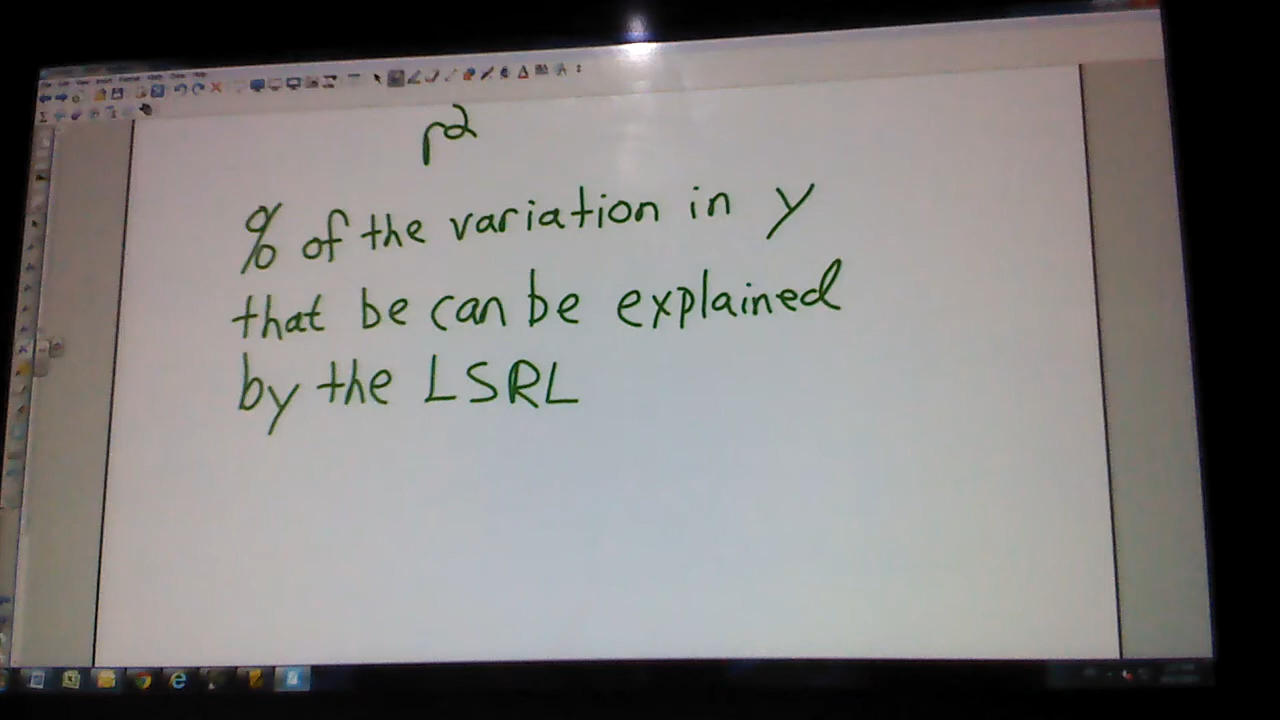 r²
% of the variation in y
that be can be explained
by the LSRL